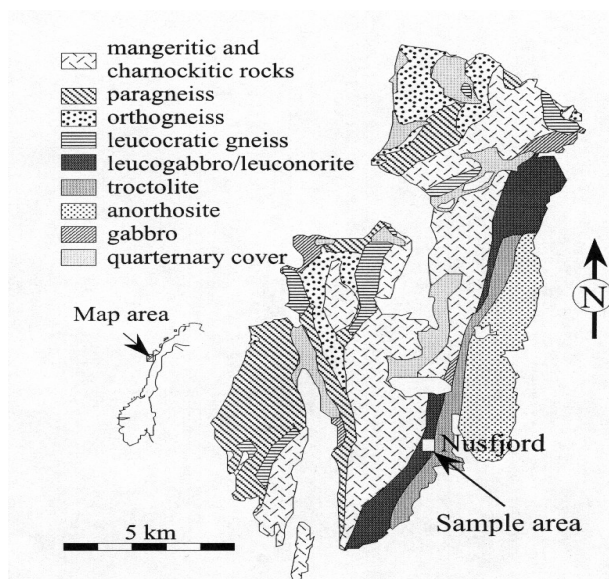 mangeritic and
charnockitic rocks
paragneiss
orthogneiss
leucocratic gneiss
leucogabbro/leuconorite
troctolite
anorthosite
gabbro
quarternary cover
Map area
N
Nusfjord
Sample area
5 km